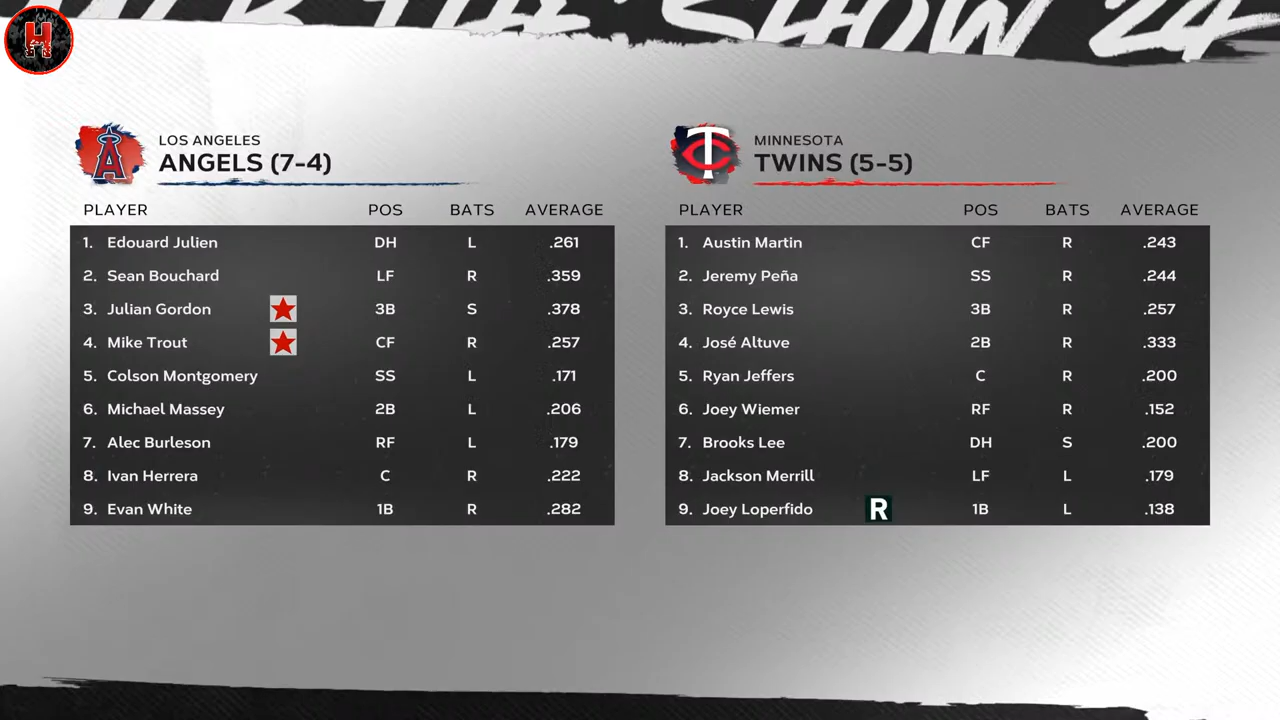 THE SHOW 24
H
LOS ANGELES
ANGELS (7-4)
PLAYER POS BATS AVERAGE
1. Edouard Julien DH L .261
2. Sean Bouchard LF R .359
3. Julian Gordon 3B S .378
4. Mike Trout CF R .257
5. Colson Montgomery SS L .171
6. Michael Massey 2B L .206
7. Alec Burleson RF L .179
8. Ivan Herrera C R .222
9. Evan White 1B R .282
MINNESOTA
TWINS (5-5)
PLAYER POS BATS AVERAGE
1. Austin Martin CF R .243
2. Jeremy Peña SS R .244
3. Royce Lewis 3B R .257
4. José Altuve 2B R .333
5. Ryan Jeffers C R .200
6. Joey Wiemer RF R .152
7. Brooks Lee DH S .200
8. Jackson Merrill LF L .179
9. Joey Loperfido R 1B L .138